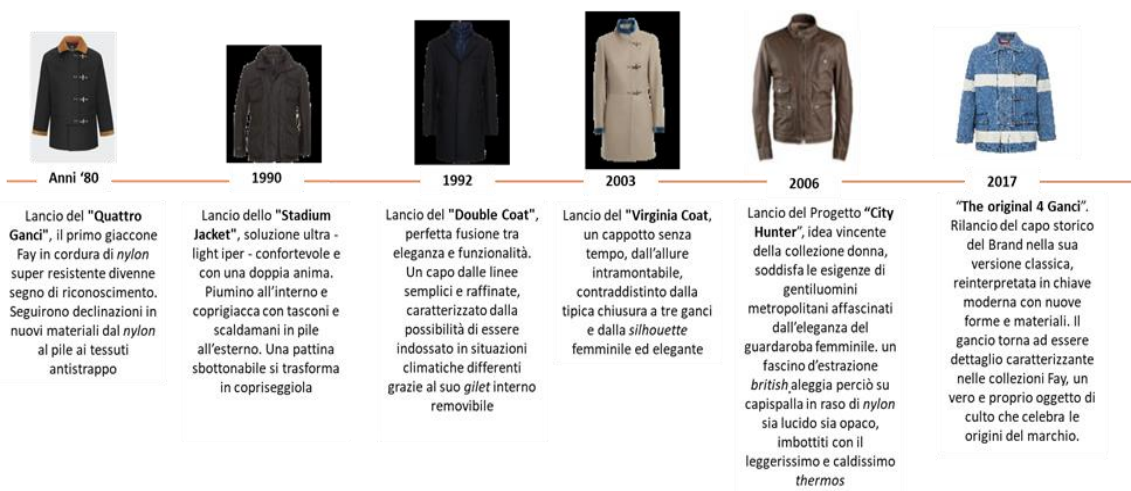 Anni ‘80
Lancio del "Quattro
Ganci", il primo giaccone
Fay in cordura di nylon
super resistente divenne
segno di riconoscimento.
Seguirono declinazioni in
nuovi materiali dal nylon
al pile ai tessuti
antistrappo
1990
Lancio dello "Stadium
Jacket", soluzione ultra -
light iper - confortevole e
con una doppia anima.
Piumino all’interno e
coprigiacca con tasconi e
scaldamani in pile
all’esterno. Una pattina
sbottonabile si trasforma
in copriseggiola
1992
Lancio del "Double Coat",
perfetta fusione tra
eleganza e funzionalità.
Un capo dalle linee
semplici e raffinate,
caratterizzato dalla
possibilità di essere
indossato in situazioni
climatiche differenti
grazie al suo gilet interno
removibile
2003
Lancio del "Virginia Coat,
un cappotto senza
tempo, dall’allure
intramontabile,
contraddistinto dalla
tipica chiusura a tre ganci
e dalla silhouette
femminile ed elegante
2006
Lancio del Progetto “City
Hunter”, idea vincente
della collezione donna,
soddisfa le esigenze di
gentiluomini
metropolitani affascinati
dall’eleganza del
guardaroba femminile. un
fascino d’estrazione
british aleggia perciò su
capispalla in raso di nylon
sia lucido sia opaco,
imbottiti con il
leggerissimo e caldissimo
thermos
2017
“The original 4 Ganci”.
Rilancio del capo storico
del Brand nella sua
versione classica,
reinterpretata in chiave
moderna con nuove
forme e materiali. Il
gancio torna ad essere
dettaglio caratterizzante
nelle collezioni Fay, un
vero e proprio oggetto di
culto che celebra le
origini del marchio.